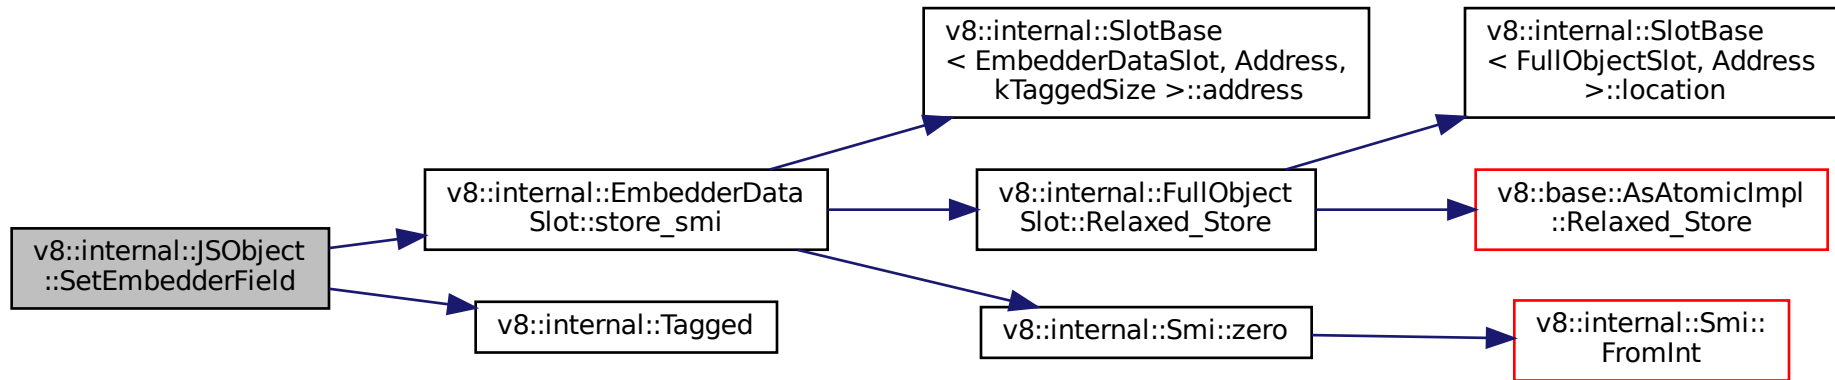 v8::internal::JSObject
::SetEmbedderField
v8::internal::EmbedderData
Slot::store_smi
v8::internal::Tagged
v8::internal::SlotBase
< EmbedderDataSlot, Address,
kTaggedSize >::address
v8::internal::FullObject
Slot::Relaxed_Store
v8::internal::Smi::zero
v8::internal::SlotBase
< FullObjectSlot, Address
>::location
v8::base::AsAtomicImpl
::Relaxed_Store
v8::internal::Smi::
FromInt